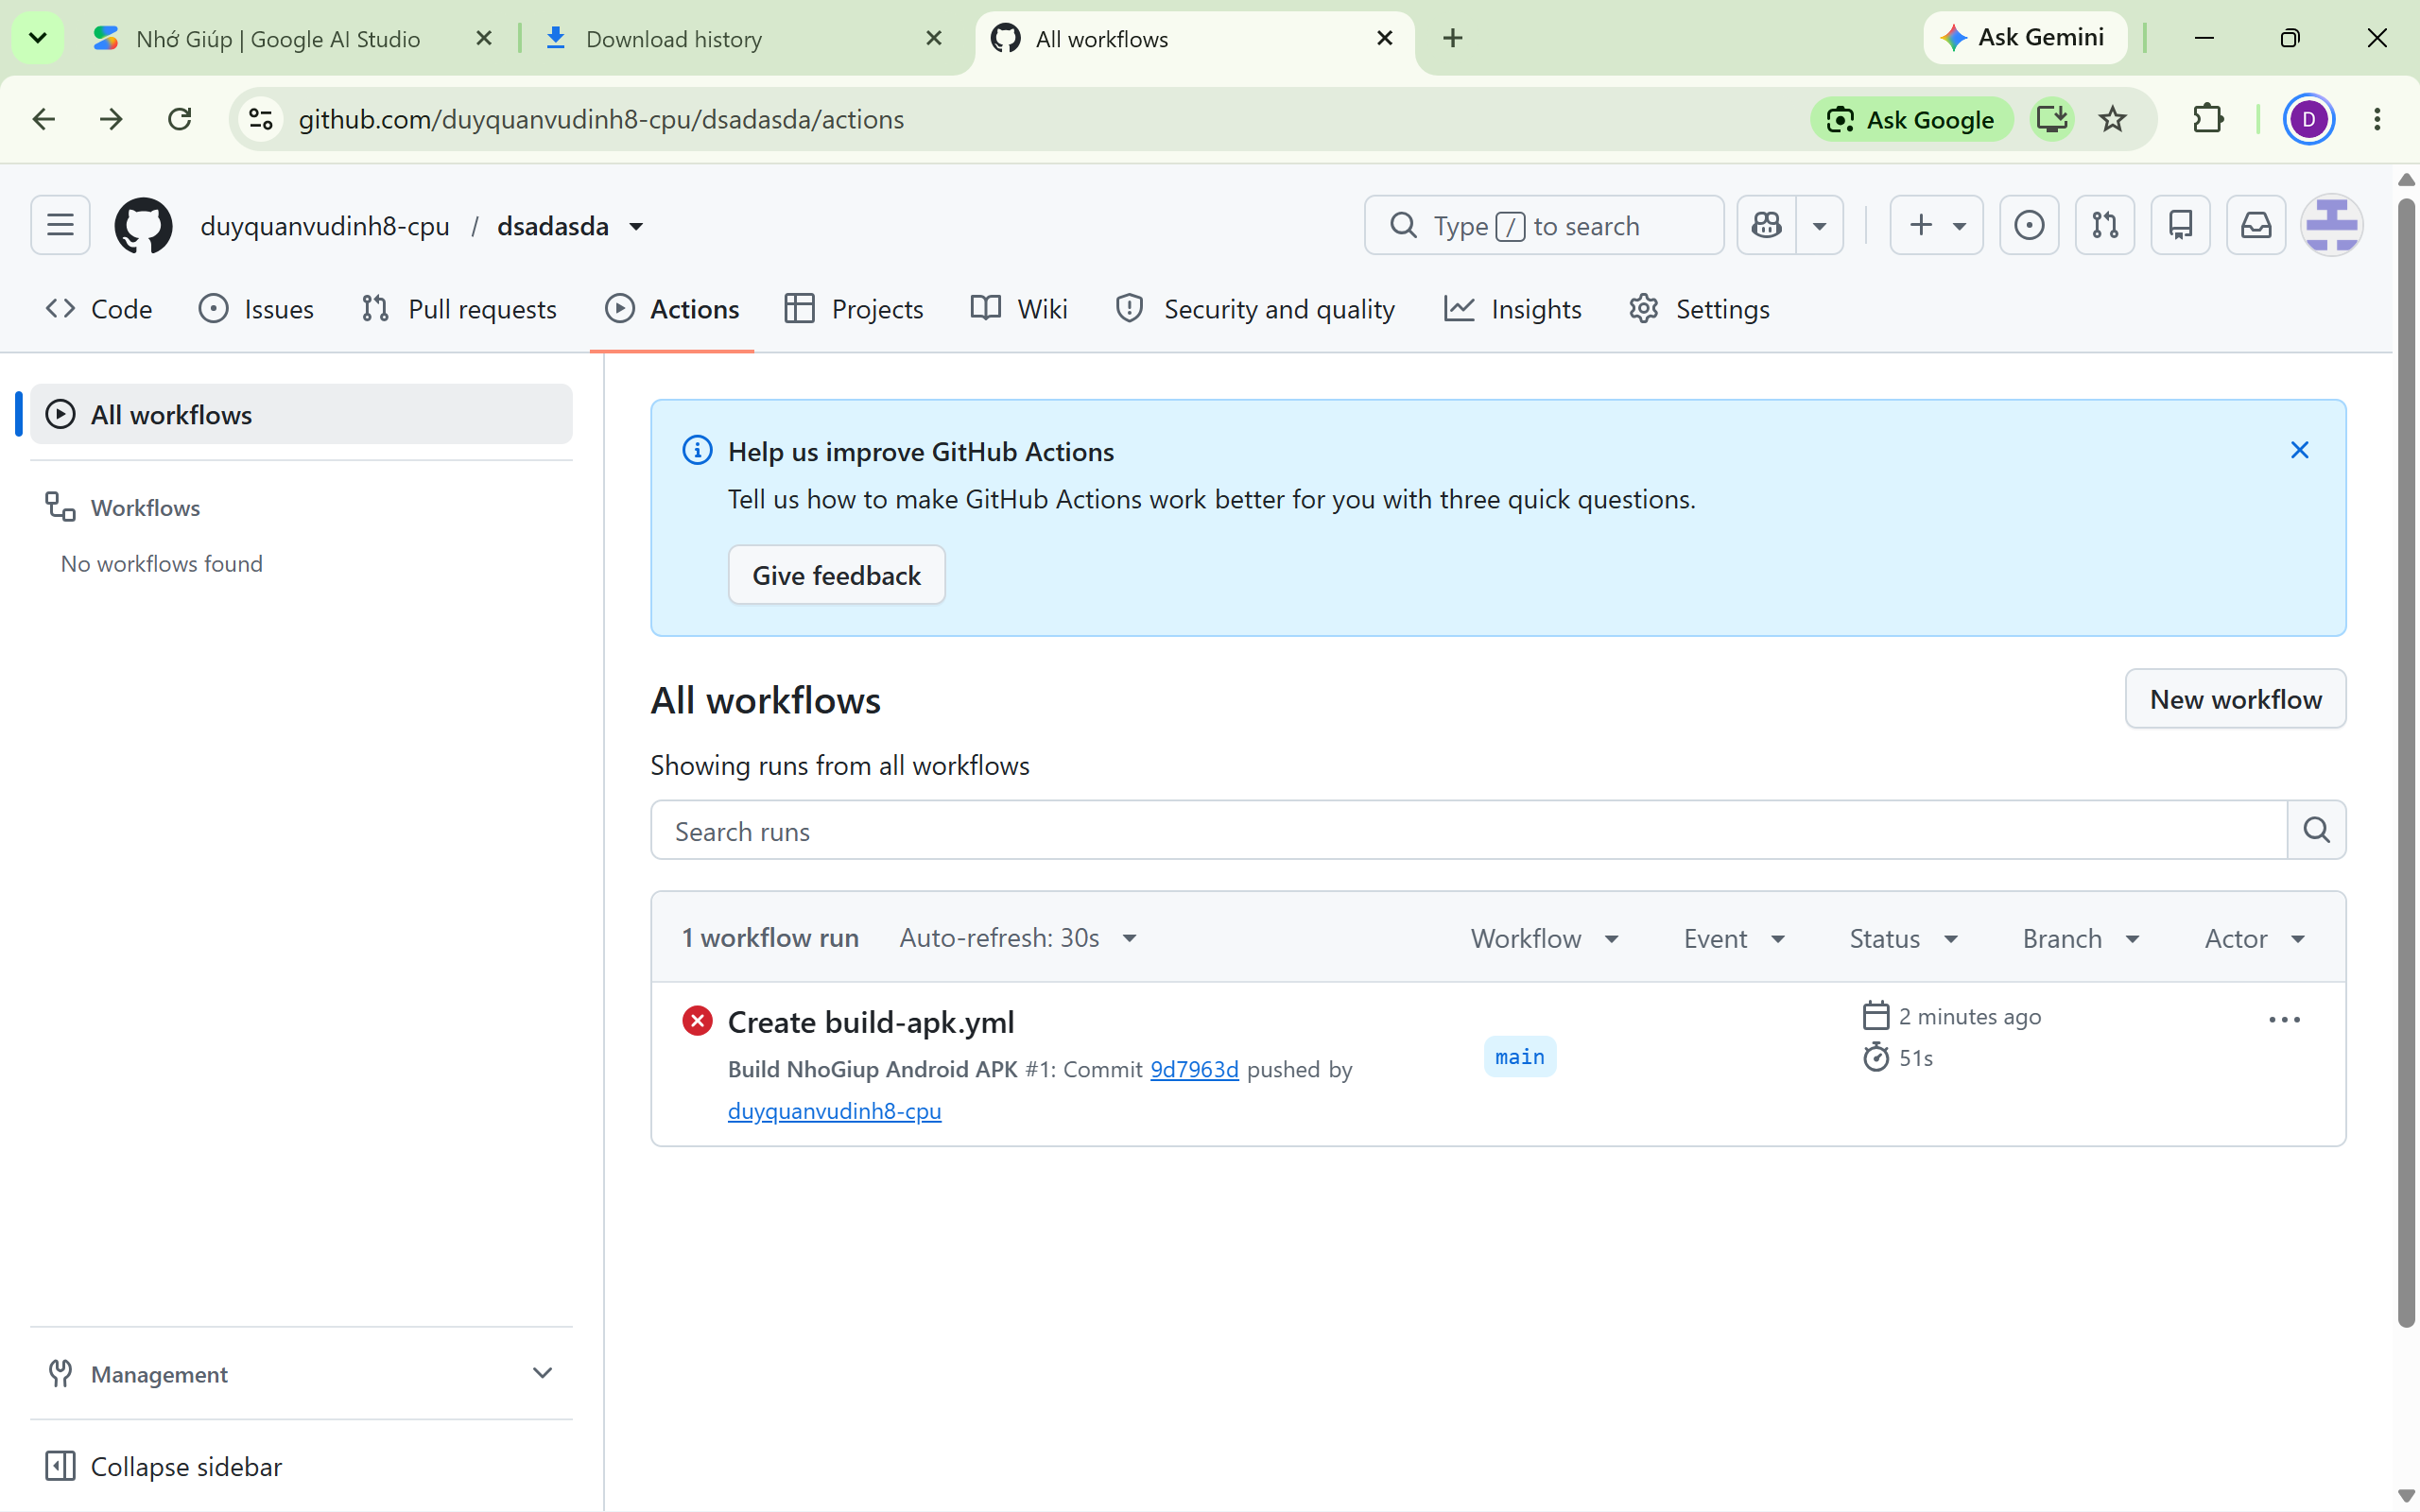 Nhớ Giúp | Google AI Studio
Download history
All workflows
Ask Gemini
github.com/duyquanvudinh8-cpu/dsadasda/actions
Ask Google
D
duyquanvudinh8-cpu / dsadasda
Type / to search
Code
Issues
Pull requests
Actions
Projects
Wiki
Security and quality
Insights
Settings
All workflows
Workflows
No workflows found
Management
Collapse sidebar
Help us improve GitHub Actions
Tell us how to make GitHub Actions work better for you with three quick questions.
Give feedback
All workflows
New workflow
Showing runs from all workflows
Search runs
1 workflow run
Auto-refresh: 30s
Workflow
Event
Status
Branch
Actor
Create build-apk.yml
Build NhoGiup Android APK #1: Commit 9d7963d pushed by
duyquanvudinh8-cpu
main
2 minutes ago
51s